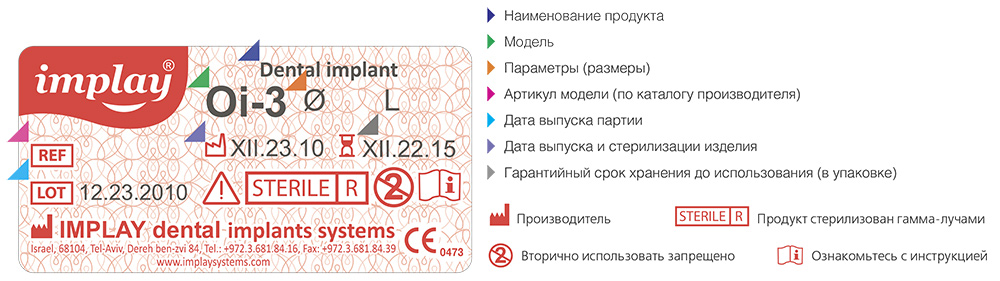 implay®
Dental implant
Oi-3 Ø L
REF
XII.23.10 XII.22.15
LOT 12.23.2010
STERILE R
2
i
IMPLAY dental implants systems
Israel, 68104, Tel-Aviv, Dereh ben-zvi 84, Tel.: +972.3.681.84.16, Fax: +972.3.681.84.39
www.implaysystems.com
CE 0473
Наименование продукта
Модель
Параметры (размеры)
Артикул модели (по каталогу производителя)
Дата выпуска партии
Дата выпуска и стерилизации изделия
Гарантийный срок хранения до использования (в упаковке)
Производитель
STERILE R Продукт стерилизован гамма-лучами
2 Вторично использовать запрещено
i Ознакомьтесь с инструкцией